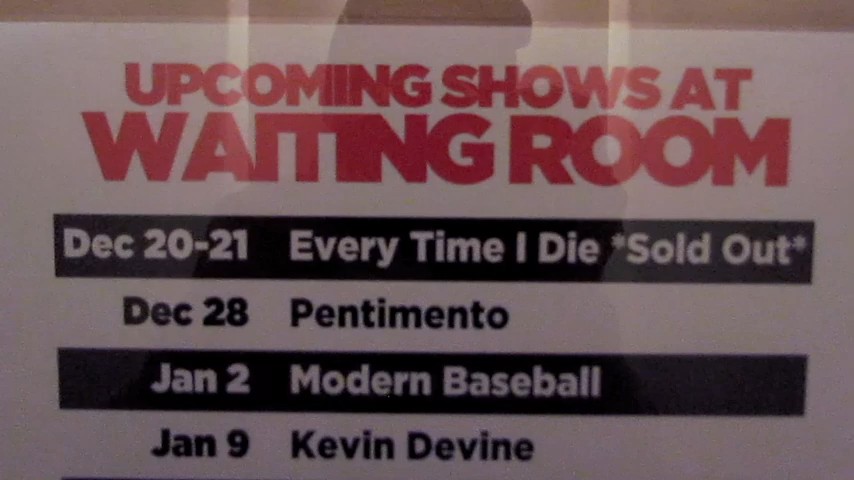 UPCOMING SHOWS AT
WAITING ROOM
Dec 20-21 Every Time I Die *Sold Out*
Dec 28 Pentimento
Jan 2 Modern Baseball
Jan 9 Kevin Devine